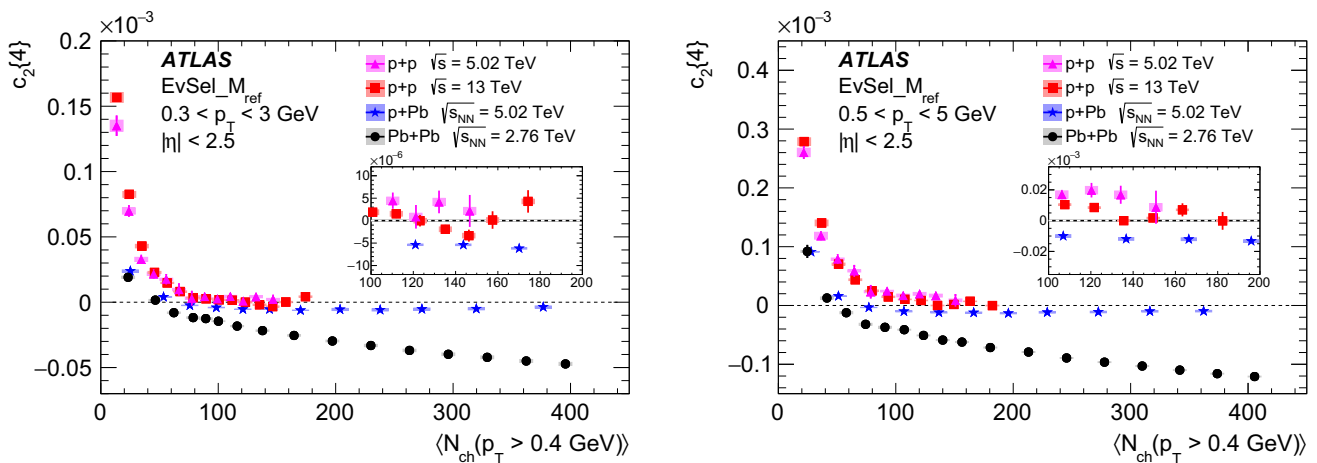 ×10⁻³
c₂{4}
0.2
0.15
0.1
0.05
0
−0.05
ATLAS
EvSel_M_ref
0.3 < p_T < 3 GeV
|η| < 2.5
p+p √s = 5.02 TeV
p+p √s = 13 TeV
p+Pb √s_NN = 5.02 TeV
Pb+Pb √s_NN = 2.76 TeV
×10⁻⁶
10
5
0
−5
−10
100 120 140 160 180 200
0 100 200 300 400
⟨N_ch(p_T > 0.4 GeV)⟩
×10⁻³
c₂{4}
0.5
0.4
0.3
0.2
0.1
0
−0.1
ATLAS
EvSel_M_ref
0.5 < p_T < 5 GeV
|η| < 2.5
p+p √s = 5.02 TeV
p+p √s = 13 TeV
p+Pb √s_NN = 5.02 TeV
Pb+Pb √s_NN = 2.76 TeV
×10⁻³
0.02
0
−0.02
100 120 140 160 180 200
0 100 200 300 400
⟨N_ch(p_T > 0.4 GeV)⟩